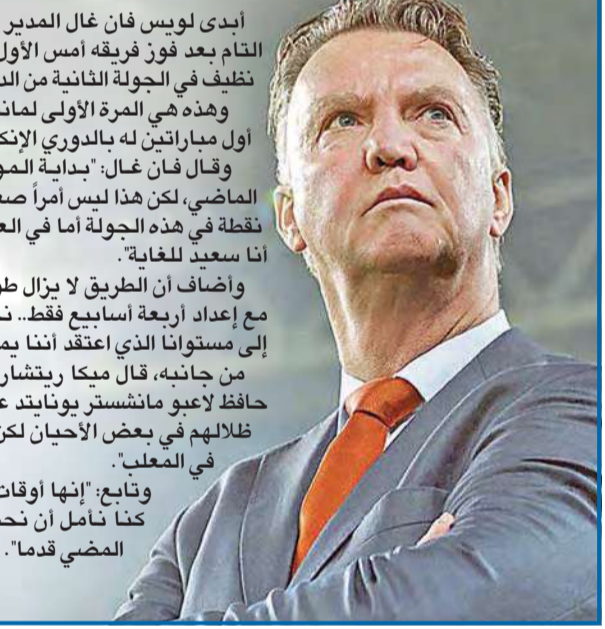 أبدى لويس فان غال المدير
التام بعد فوز فريقه أمس الأول
نظيف في الجولة الثانية من الد
وهذه هي المرة الأولى لمان
أول مباراتين له بالدوري الإنك
وقال فان غال: "بداية المو
الماضي، لكن هذا ليس أمراً صع
نقطة في هذه الجولة أما في الع
أنا سعيد للغاية".
وأضاف أن الطريق لا يزال طو
مع إعداد أربعة أسابيع فقط.. ن
إلى مستوانا الذي اعتقد أننا يم
من جانبه، قال ميكا ريتشار
حافظ لاعبو مانشستر يونايتد ع
ظلالهم في بعض الأحيان لكن
في المعلب".
وتابع: "إنها أوقات
كنا نأمل أن نحـ
المضي قدما".